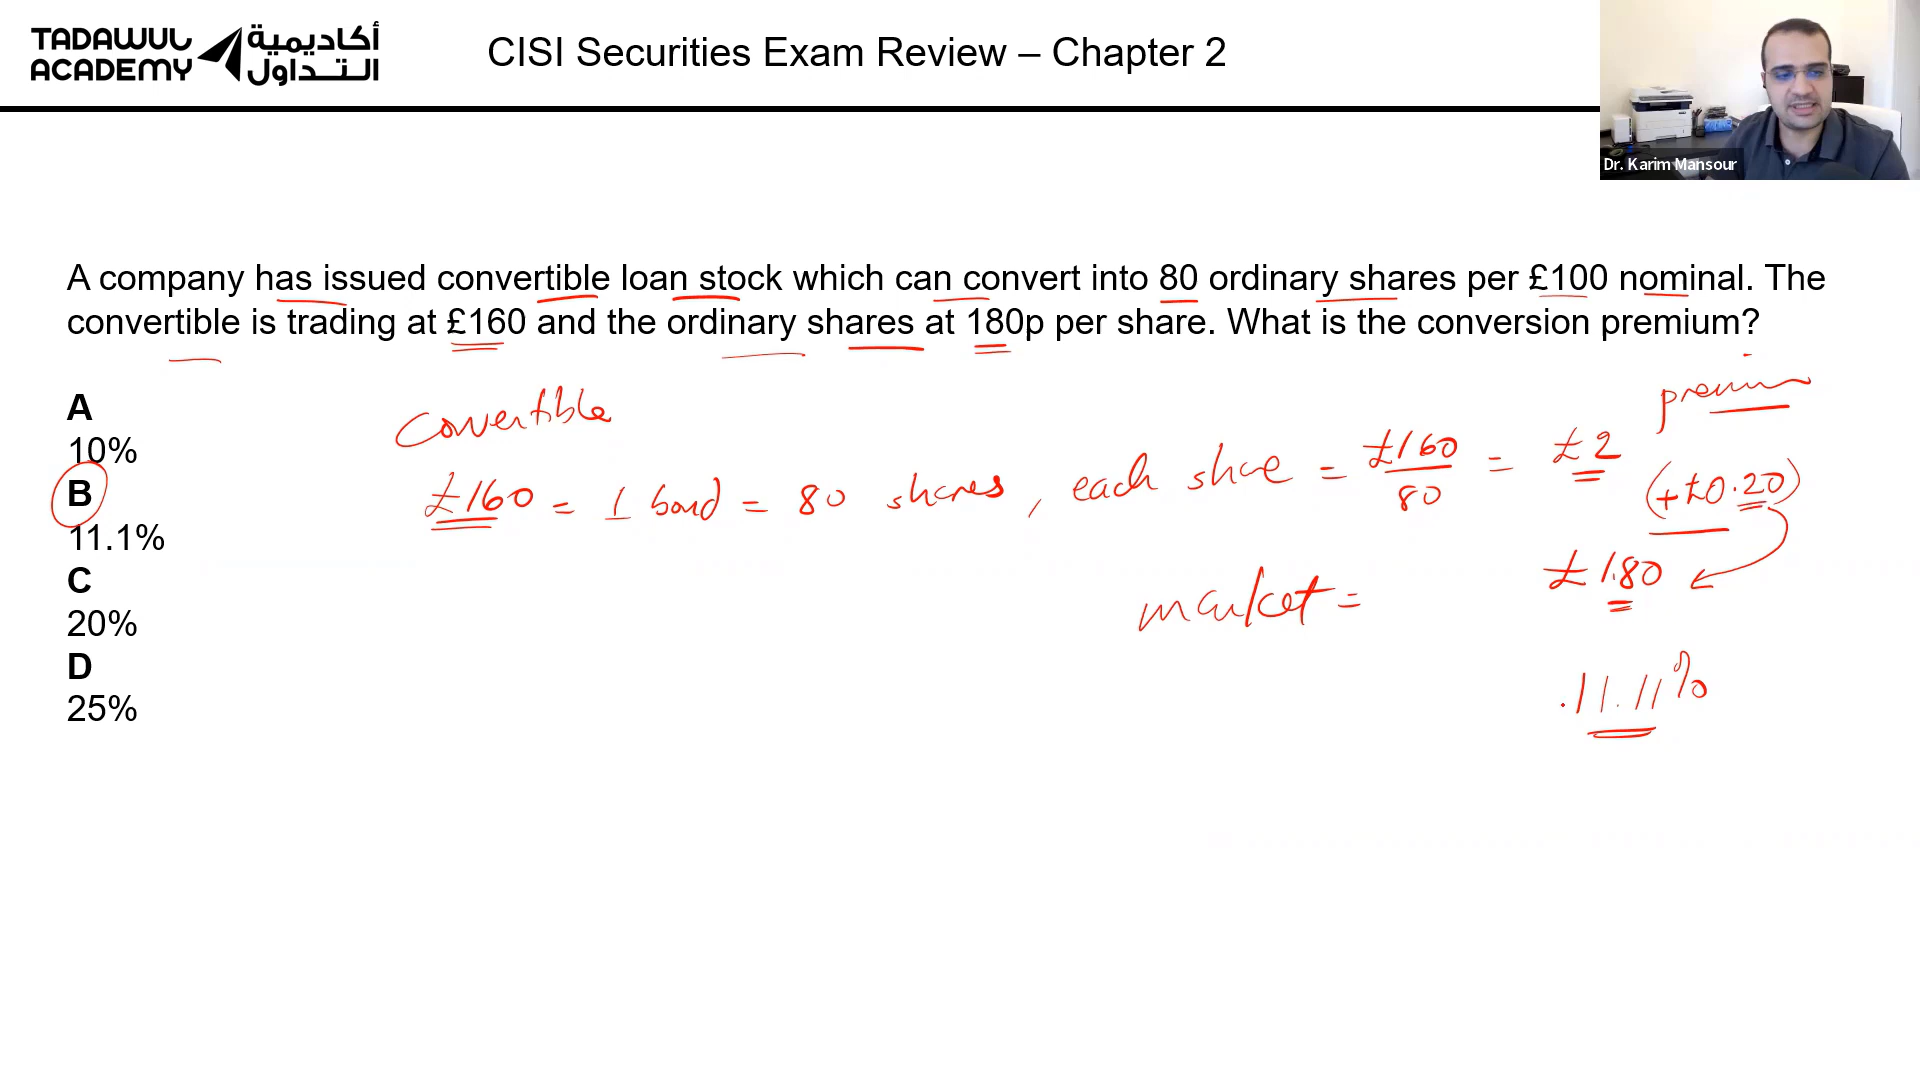 TADAWUL
ACADEMY
أكاديمية
التداول
CISI Securities Exam Review – Chapter 2
Dr. Karim Mansour
A company has issued convertible loan stock which can convert into 80 ordinary shares per £100 nominal. The
convertible is trading at £160 and the ordinary shares at 180p per share. What is the conversion premium?
A
10%
B
11.1%
C
20%
D
25%
convertible
premium
£160 = 1 bond = 80 shares, each share = £160/80 = £2
(+£0.20)
market = £1.80
11.11%